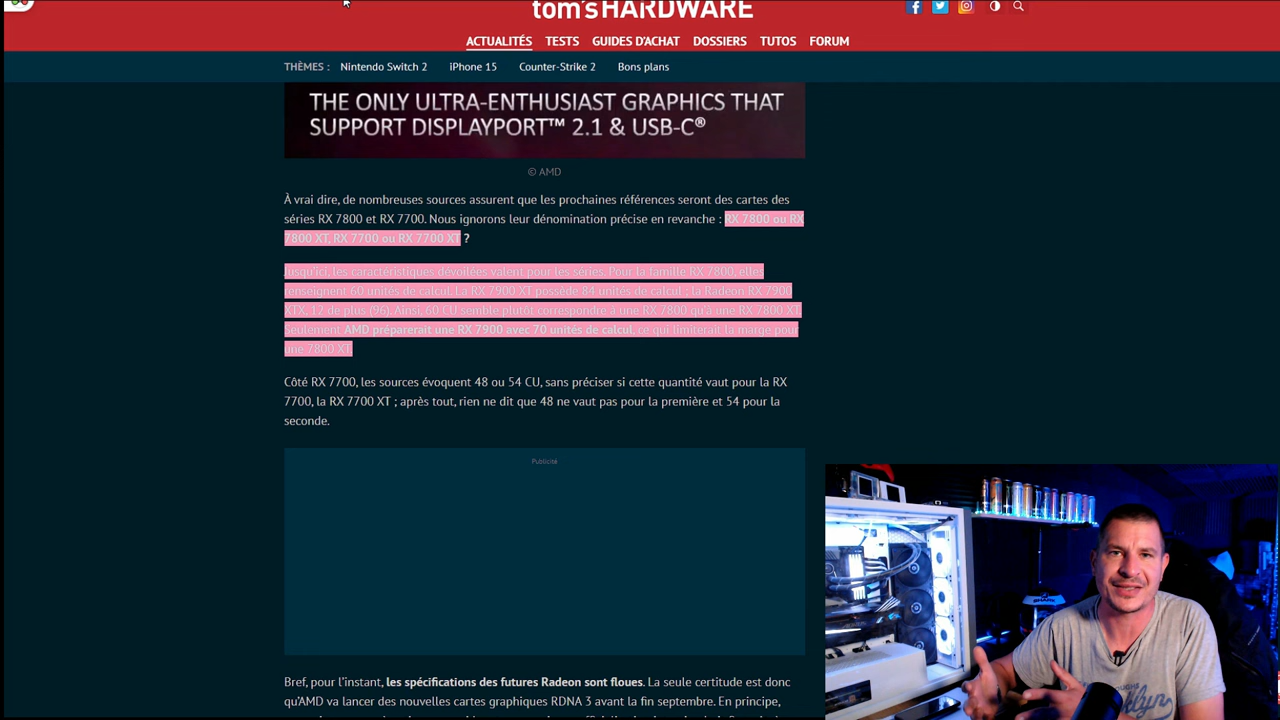 tom's HARDWARE
ACTUALITÉS TESTS GUIDES D'ACHAT DOSSIERS TUTOS FORUM
THÈMES : Nintendo Switch 2 iPhone 15 Counter-Strike 2 Bons plans
THE ONLY ULTRA-ENTHUSIAST GRAPHICS THAT
SUPPORT DISPLAYPORT™ 2.1 & USB-C®
© AMD
À vrai dire, de nombreuses sources assurent que les prochaines références seront des cartes des
séries RX 7800 et RX 7700. Nous ignorons leur dénomination précise en revanche : RX 7800 ou RX
7800 XT, RX 7700 ou RX 7700 XT ?
Jusqu'ici, les caractéristiques dévoilées valent pour les séries. Pour la famille RX 7800, elles
renseignent 60 unités de calcul. La RX 7900 XT possède 84 unités de calcul ; la Radeon RX 7900
XTX, 12 de plus (96). Ainsi, 60 CU semble plutôt correspondre à une RX 7800 qu'à une RX 7800 XT.
Seulement AMD préparerait une RX 7900 avec 70 unités de calcul, ce qui limiterait la marge pour
une 7800 XT.
Côté RX 7700, les sources évoquent 48 ou 54 CU, sans préciser si cette quantité vaut pour la RX
7700, la RX 7700 XT ; après tout, rien ne dit que 48 ne vaut pas pour la première et 54 pour la
seconde.
Publicité
Bref, pour l'instant, les spécifications des futures Radeon sont floues. La seule certitude est donc
qu'AMD va lancer des nouvelles cartes graphiques RDNA 3 avant la fin septembre. En principe,